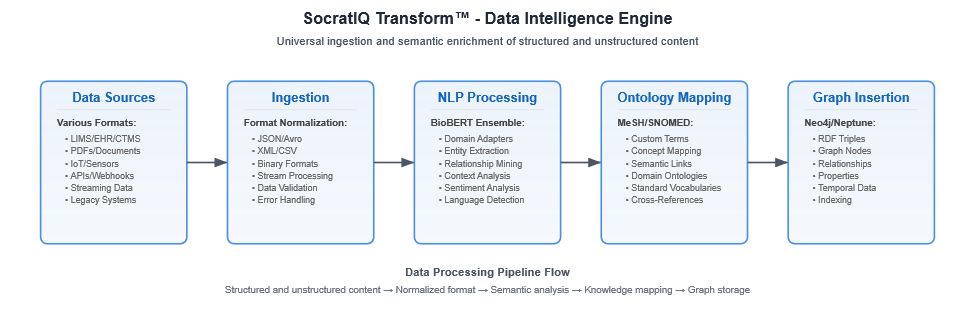 SocratIQ Transform™ - Data Intelligence Engine
Universal ingestion and semantic enrichment of structured and unstructured content
Data Sources
Various Formats:
• LIMS/EHR/CTMS
• PDFs/Documents
• IoT/Sensors
• APIs/Webhooks
• Streaming Data
• Legacy Systems
Ingestion
Format Normalization:
• JSON/Avro
• XML/CSV
• Binary Formats
• Stream Processing
• Data Validation
• Error Handling
NLP Processing
BioBERT Ensemble:
• Domain Adapters
• Entity Extraction
• Relationship Mining
• Context Analysis
• Sentiment Analysis
• Language Detection
Ontology Mapping
MeSH/SNOMED:
• Custom Terms
• Concept Mapping
• Semantic Links
• Domain Ontologies
• Standard Vocabularies
• Cross-References
Graph Insertion
Neo4j/Neptune:
• RDF Triples
• Graph Nodes
• Relationships
• Properties
• Temporal Data
• Indexing
Data Processing Pipeline Flow
Structured and unstructured content → Normalized format → Semantic analysis → Knowledge mapping → Graph storage